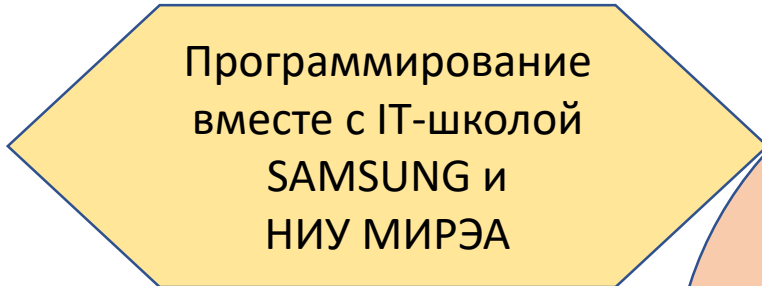 Программирование
вместе с IT-школой
SAMSUNG и
НИУ МИРЭА